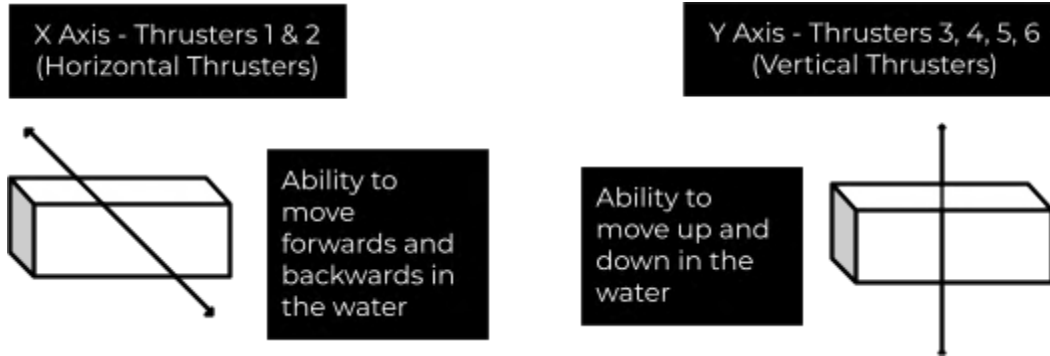 X Axis - Thrusters 1 & 2
(Horizontal Thrusters)
Ability to
move
forwards and
backwards in
the water
Y Axis - Thrusters 3, 4, 5, 6
(Vertical Thrusters)
Ability to
move up and
down in the
water